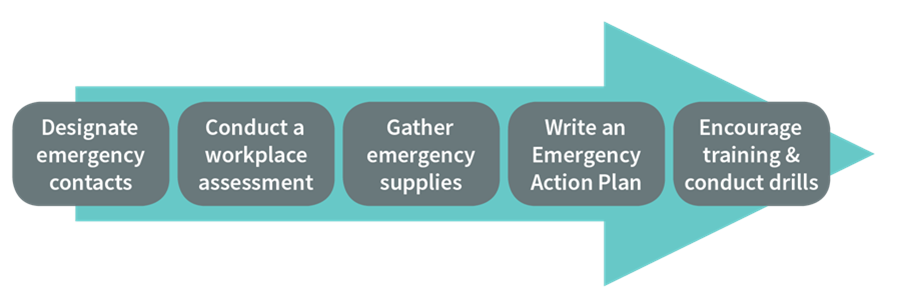 Designate
emergency
contacts
Conduct a
workplace
assessment
Gather
emergency
supplies
Write an
Emergency
Action Plan
Encourage
training &
conduct drills